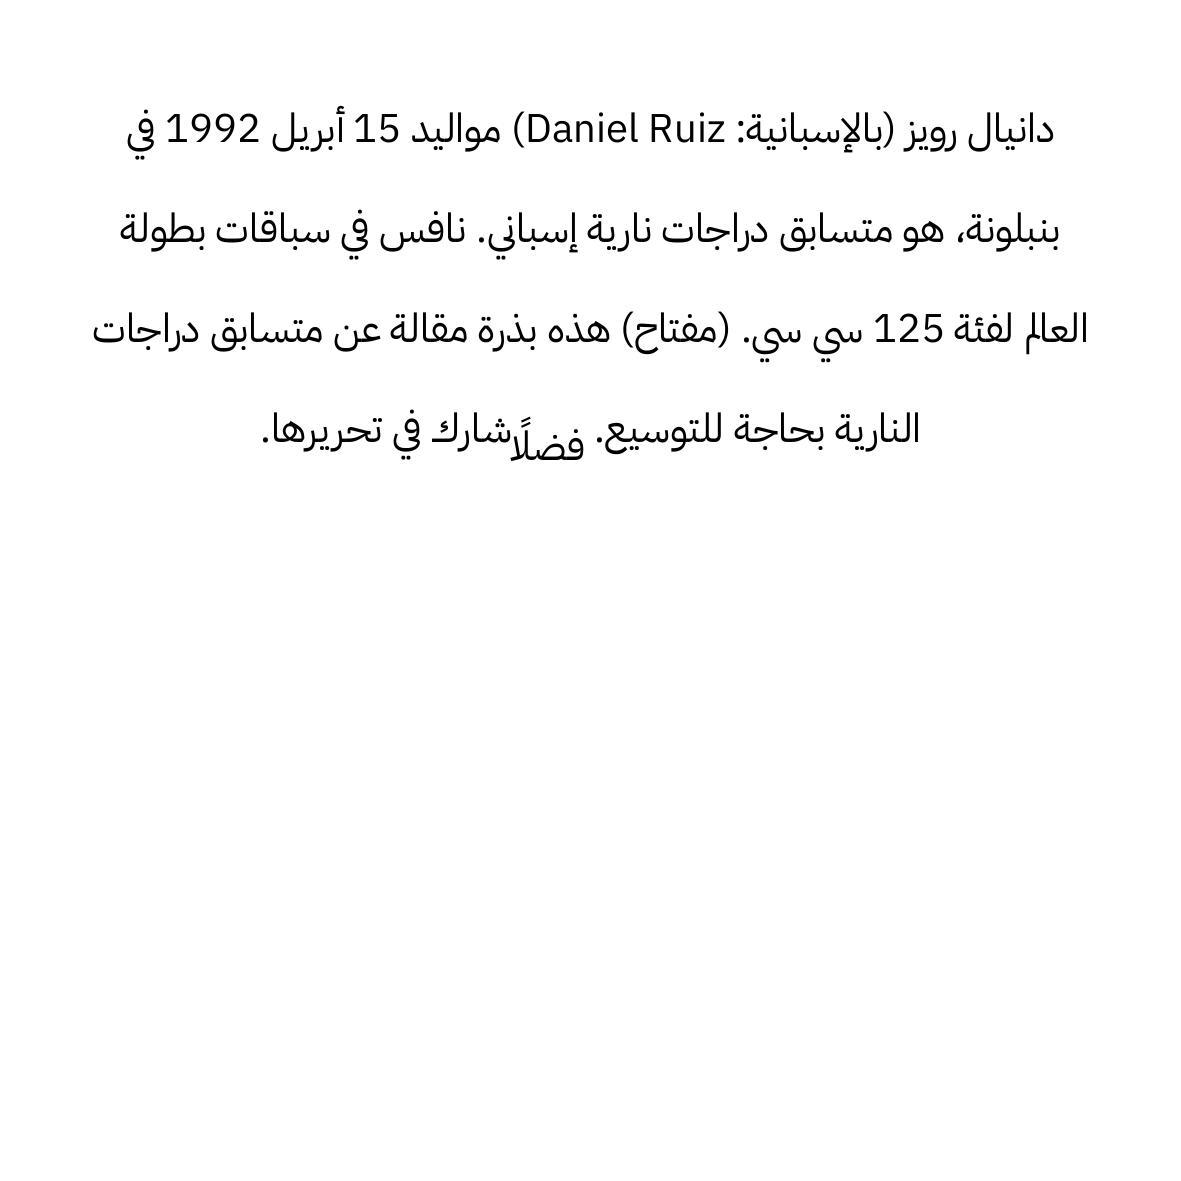 دانيال رويز (بالإسبانية: Daniel Ruiz) مواليد 15 أبريل 1992 في
بنبلونة، هو متسابق دراجات نارية إسباني. نافس في سباقات بطولة
العالم لفئة 125 سي سي. (مفتاح) هذه بذرة مقالة عن متسابق دراجات
النارية بحاجة للتوسيع. فضلًا شارك في تحريرها.